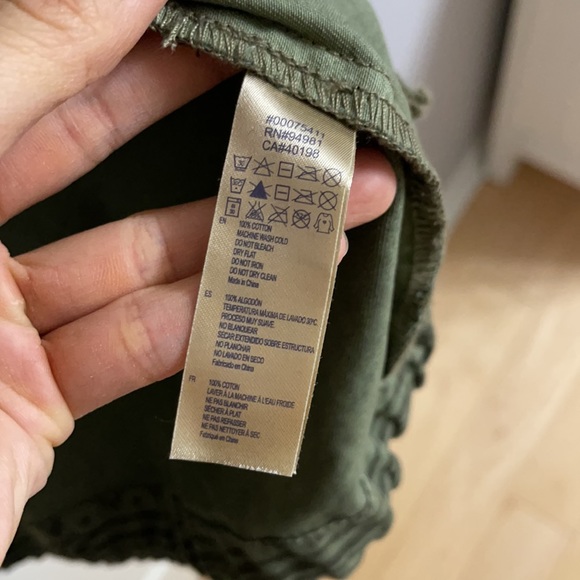 #00075411
RN#94981
CA#40198
EN
100% COTTON
MACHINE WASH COLD
DO NOT BLEACH
DRY FLAT
DO NOT IRON
DO NOT DRY CLEAN
Made in China
ES
100% ALGODÓN
TEMPERATURA MÁXIMA DE LAVADO 30ºC.
PROCESO MUY SUAVE.
NO BLANQUEAR
SECAR EXTENDIDO SOBRE ESTRUCTURA
NO PLANCHAR
NO LAVADO EN SECO
Fabricado en China
FR
100% COTON
LAVER À LA MACHINE À L'EAU FROIDE
NE PAS BLANCHIR
SÉCHER À PLAT
NE PAS REPASSER
NE PAS NETTOYER À SEC
Fabriqué en Chine